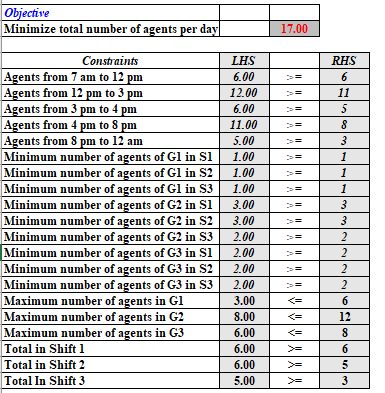 Objective
Minimize total number of agents per day 17.00
Constraints LHS RHS
Agents from 7 am to 12 pm 6.00 >= 6
Agents from 12 pm to 3 pm 12.00 >= 11
Agents from 3 pm to 4 pm 6.00 >= 5
Agents from 4 pm to 8 pm 11.00 >= 8
Agents from 8 pm to 12 am 5.00 >= 3
Minimum number of agents of G1 in S1 1.00 >= 1
Minimum number of agents of G1 in S2 1.00 >= 1
Minimum number of agents of G1 in S3 1.00 >= 1
Minimum number of agents of G2 in S1 3.00 >= 3
Minimum number of agents of G2 in S2 3.00 >= 3
Minimum number of agents of G2 in S3 2.00 >= 2
Minimum number of agents of G3 in S1 2.00 >= 2
Minimum number of agents of G3 in S2 2.00 >= 2
Minimum number of agents of G3 in S3 2.00 >= 2
Maximum number of agents in G1 3.00 <= 6
Maximum number of agents in G2 8.00 <= 12
Maximum number of agents in G3 6.00 <= 8
Total in Shift 1 6.00 >= 6
Total in Shift 2 6.00 >= 5
Total In Shift 3 5.00 >= 3